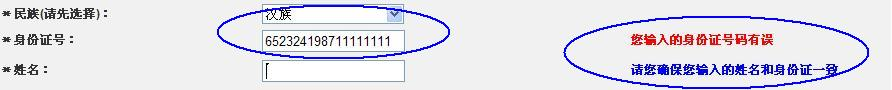 * 民族(请先选择)： 汉族
* 身份证号： 652324198711111111 您输入的身份证号码有误
* 姓名： 请您确保您输入的姓名和身份证一致